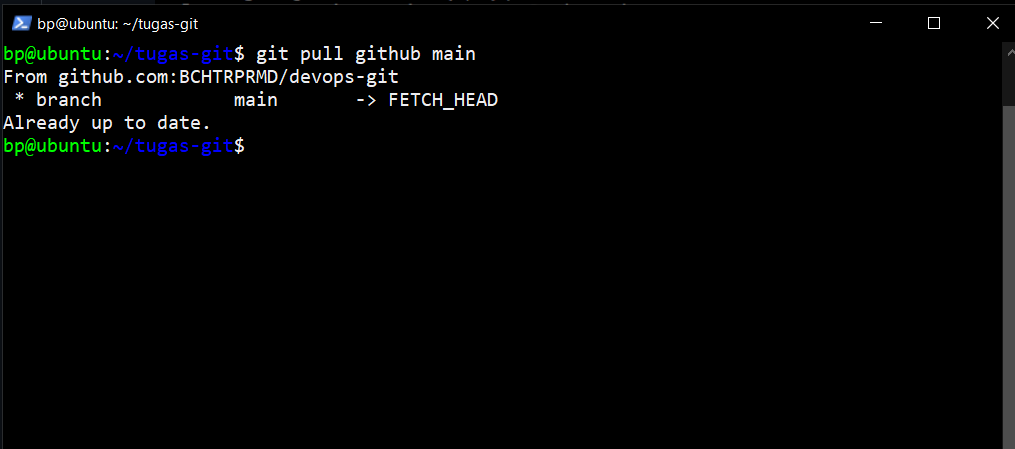 bp@ubuntu: ~/tugas-git
bp@ubuntu:~/tugas-git$ git pull github main
From github.com:BCHTRPRMD/devops-git
 * branch            main       -> FETCH_HEAD
Already up to date.
bp@ubuntu:~/tugas-git$